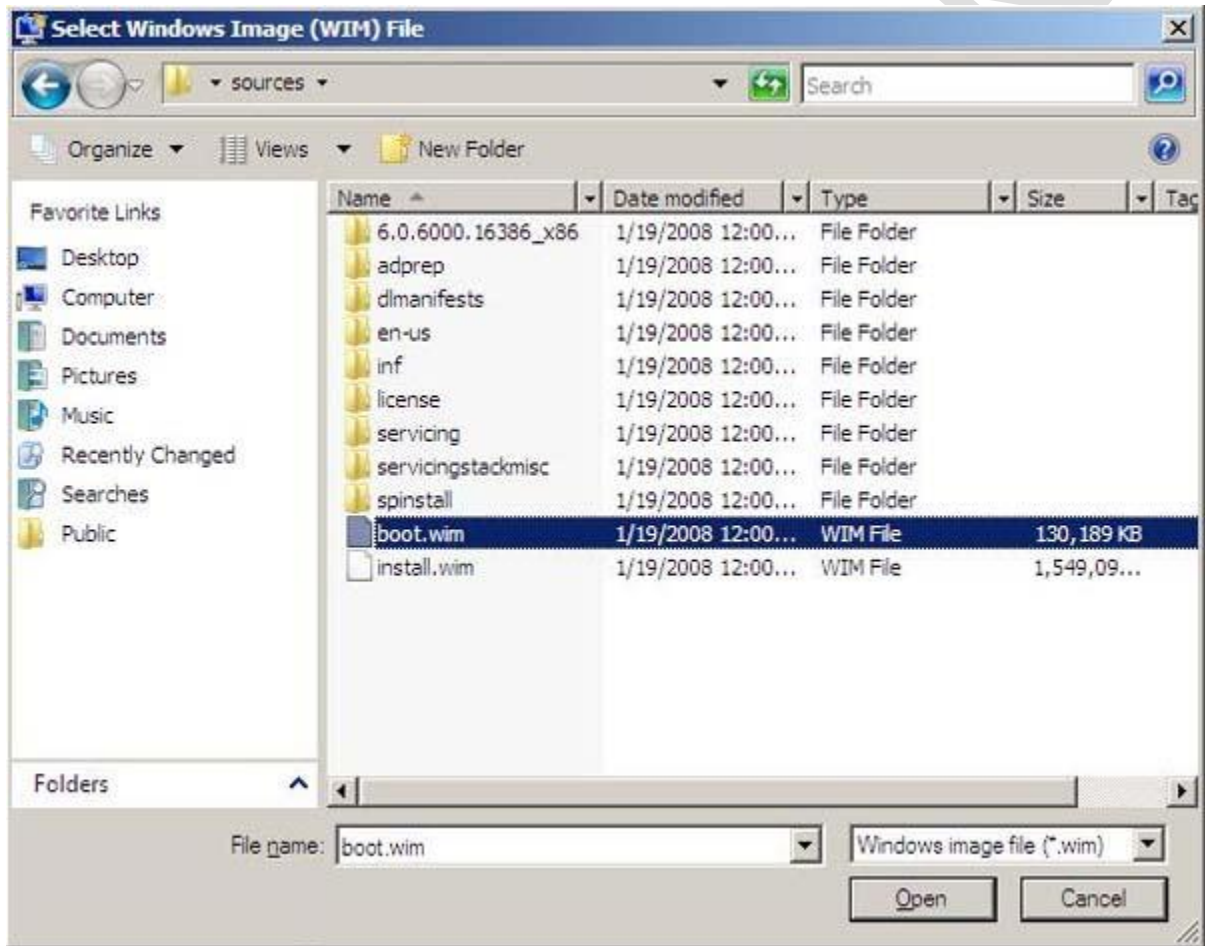 Select Windows Image (WIM) File
sources
Search
Organize Views New Folder
Favorite Links
Desktop
Computer
Documents
Pictures
Music
Recently Changed
Searches
Public
Folders
Name Date modified Type Size Tag
6.0.6000.16386_x86 1/19/2008 12:00... File Folder
adprep 1/19/2008 12:00... File Folder
dlmanifests 1/19/2008 12:00... File Folder
en-us 1/19/2008 12:00... File Folder
inf 1/19/2008 12:00... File Folder
license 1/19/2008 12:00... File Folder
servicing 1/19/2008 12:00... File Folder
servicingstackmisc 1/19/2008 12:00... File Folder
spinstall 1/19/2008 12:00... File Folder
boot.wim 1/19/2008 12:00... WIM File 130,189 KB
install.wim 1/19/2008 12:00... WIM File 1,549,09...
File name: boot.wim Windows image file (*.wim)
Open Cancel